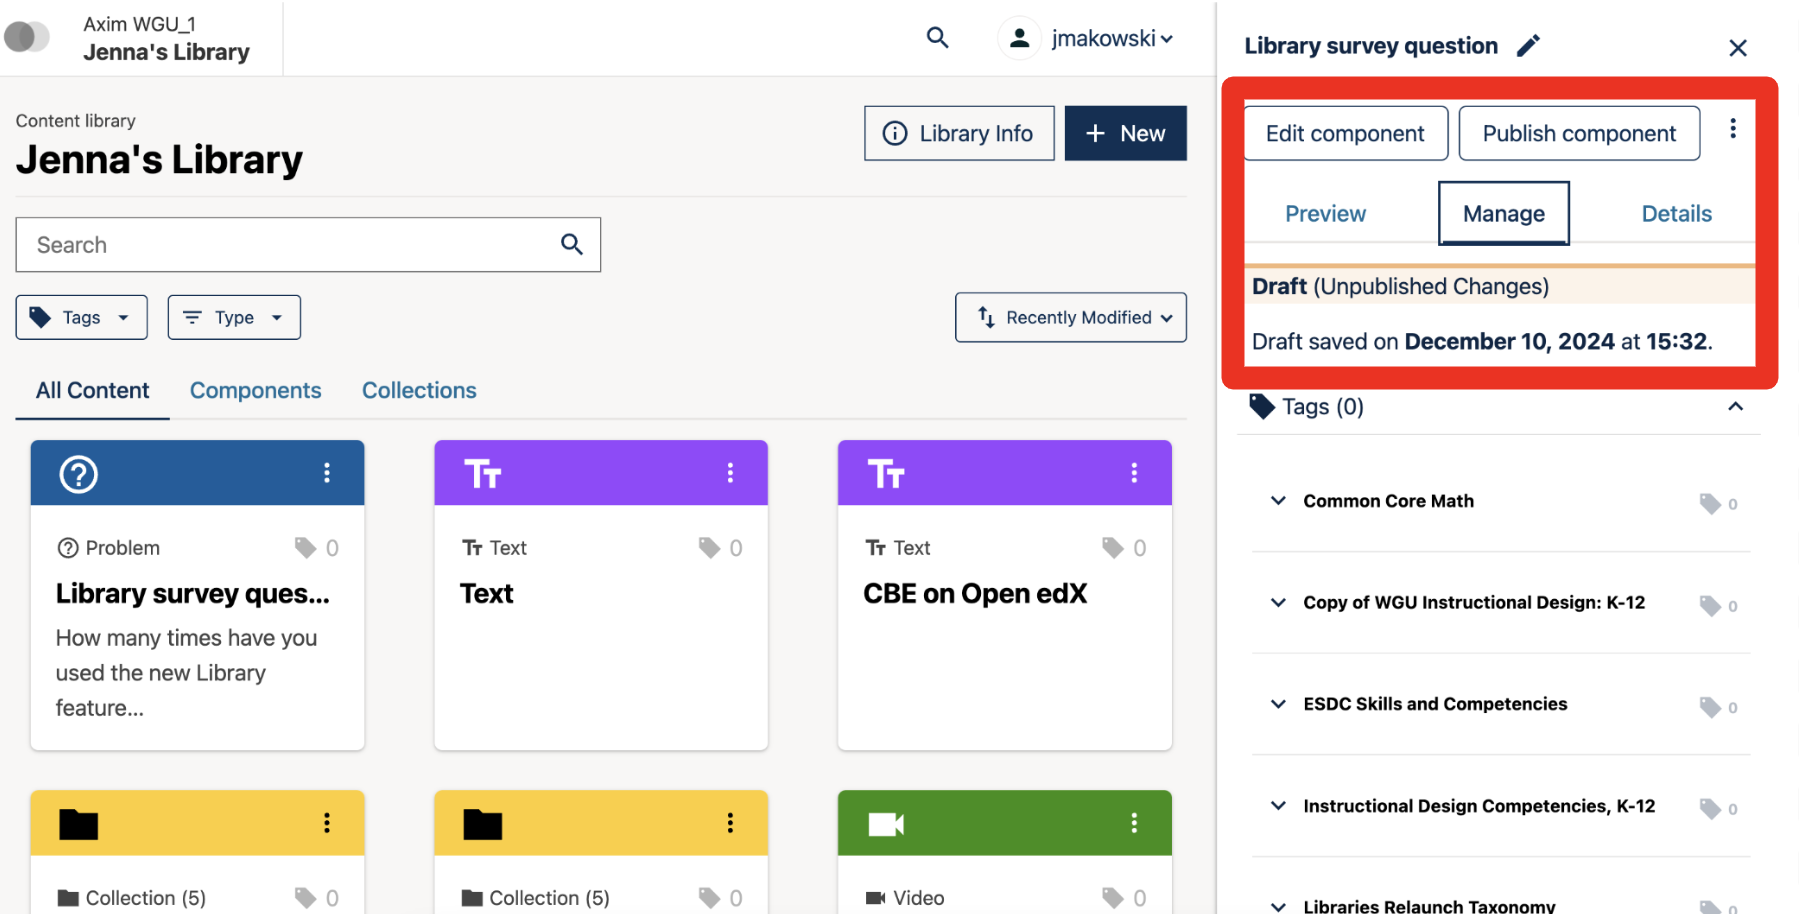 Axim WGU_1
Jenna's Library
jmakowski
Content library
Jenna's Library
Library Info
New
Search
Tags
Type
Recently Modified
All Content
Components
Collections
Problem
0
Library survey ques...
How many times have you
used the new Library
feature...
Text
0
Text
Text
0
CBE on Open edX
Collection (5)
0
Collection (5)
0
Video
0
Library survey question
Edit component
Publish component
Preview
Manage
Details
Draft (Unpublished Changes)
Draft saved on December 10, 2024 at 15:32.
Tags (0)
Common Core Math
0
Copy of WGU Instructional Design: K-12
0
ESDC Skills and Competencies
0
Instructional Design Competencies, K-12
0
Libraries Relaunch Taxonomy
0